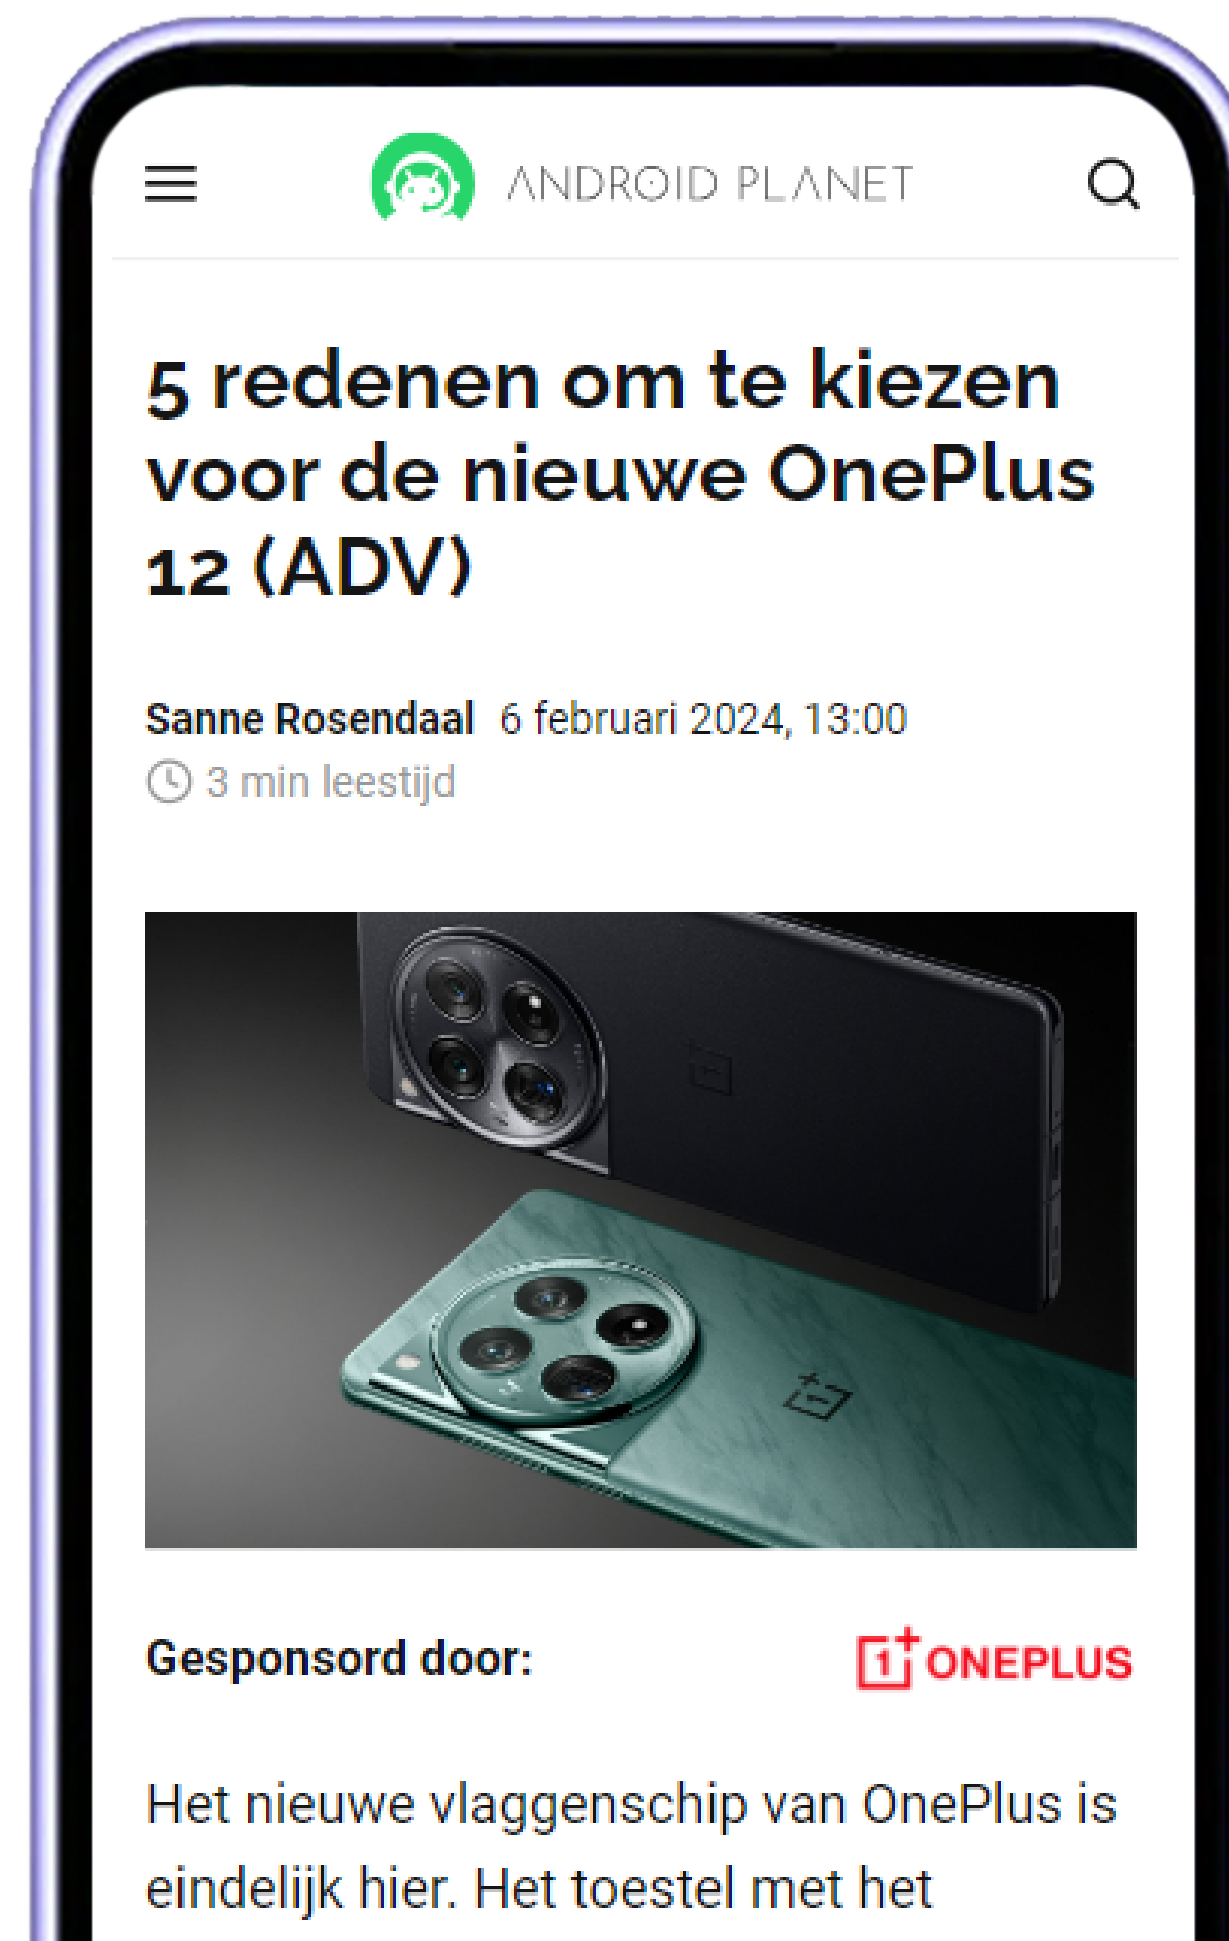 ANDROID PLANET
5 redenen om te kiezen
voor de nieuwe OnePlus
12 (ADV)
Sanne Rosendaal 6 februari 2024, 13:00
3 min leestijd
Gesponsord door:
1+ ONEPLUS
Het nieuwe vlaggenschip van OnePlus is
eindelijk hier. Het toestel met het